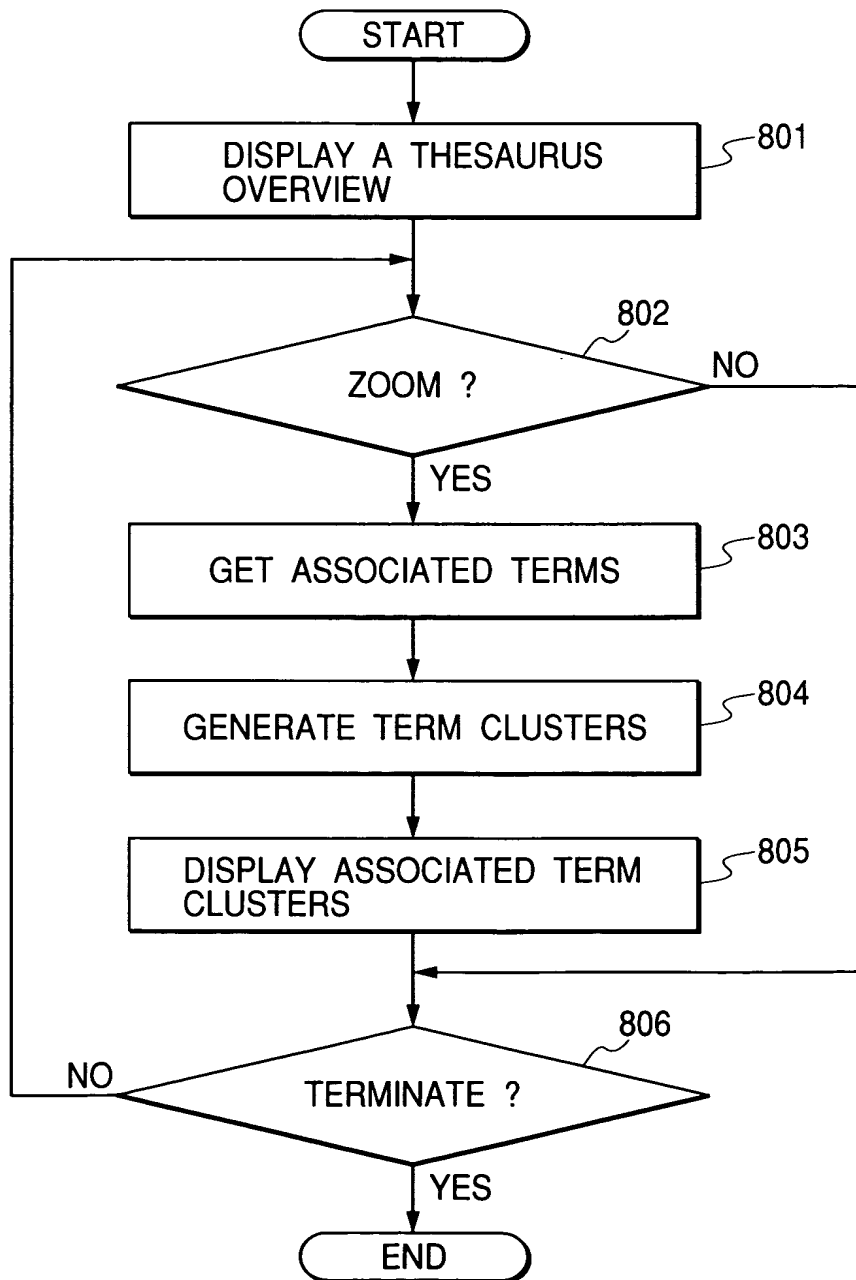 START
DISPLAY A THESAURUS
OVERVIEW
801
802
ZOOM ?
NO
YES
GET ASSOCIATED TERMS
803
GENERATE TERM CLUSTERS
804
DISPLAY ASSOCIATED TERM
CLUSTERS
805
806
NO
TERMINATE ?
YES
END